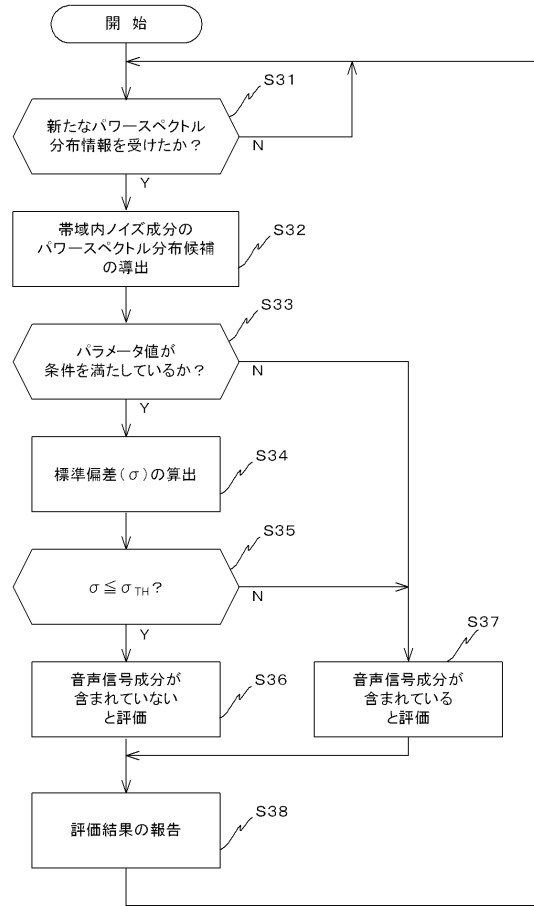 開 始
S31
新たなパワースペクトル
分布情報を受けたか?
N
Y
帯域内ノイズ成分の
パワースペクトル分布候補
の導出
S32
S33
パラメータ値が
条件を満たしているか?
N
Y
S34
標準偏差(σ)の算出
S35
σ≦σTH?
N
Y
S37
音声信号成分が
含まれていない
と評価
S36
音声信号成分が
含まれている
と評価
S38
評価結果の報告